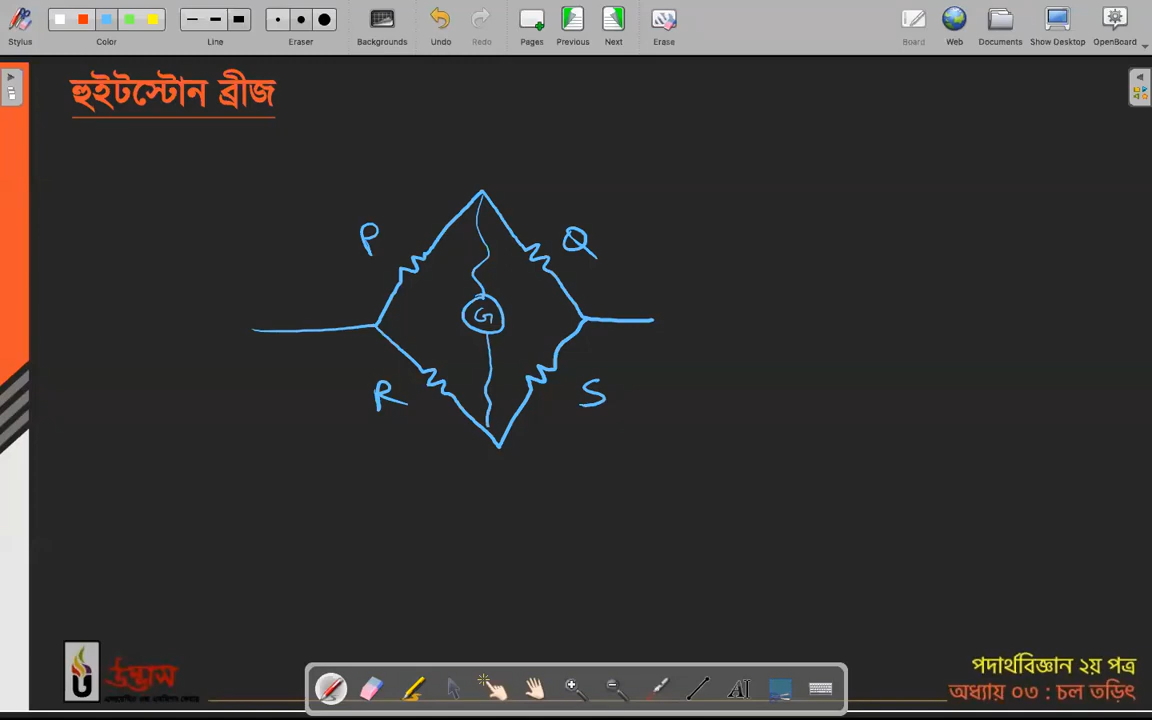 Stylus
Color
Line
Eraser
Backgrounds
Undo
Redo
Pages
Previous
Next
Erase
Board
Web
Documents
Show Desktop
OpenBoard
হুইটস্টোন ব্রীজ
P
Q
G
R
S
উদ্ভাস
পদার্থবিজ্ঞান ২য় পত্র
অধ্যায় ০৩ : চল তড়িৎ